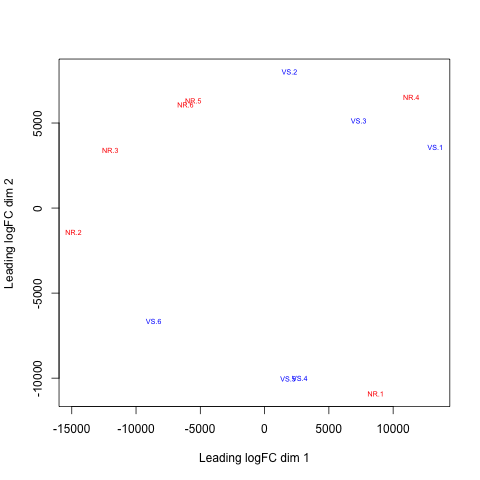 VS.2
NR.4
NR.5
NR.6
VS.3
VS.1
NR.3
NR.2
VS.6
VS.5
VS.4
NR.1
5000
0
-5000
-10000
Leading logFC dim 2
-15000 -10000 -5000 0 5000 10000
Leading logFC dim 1